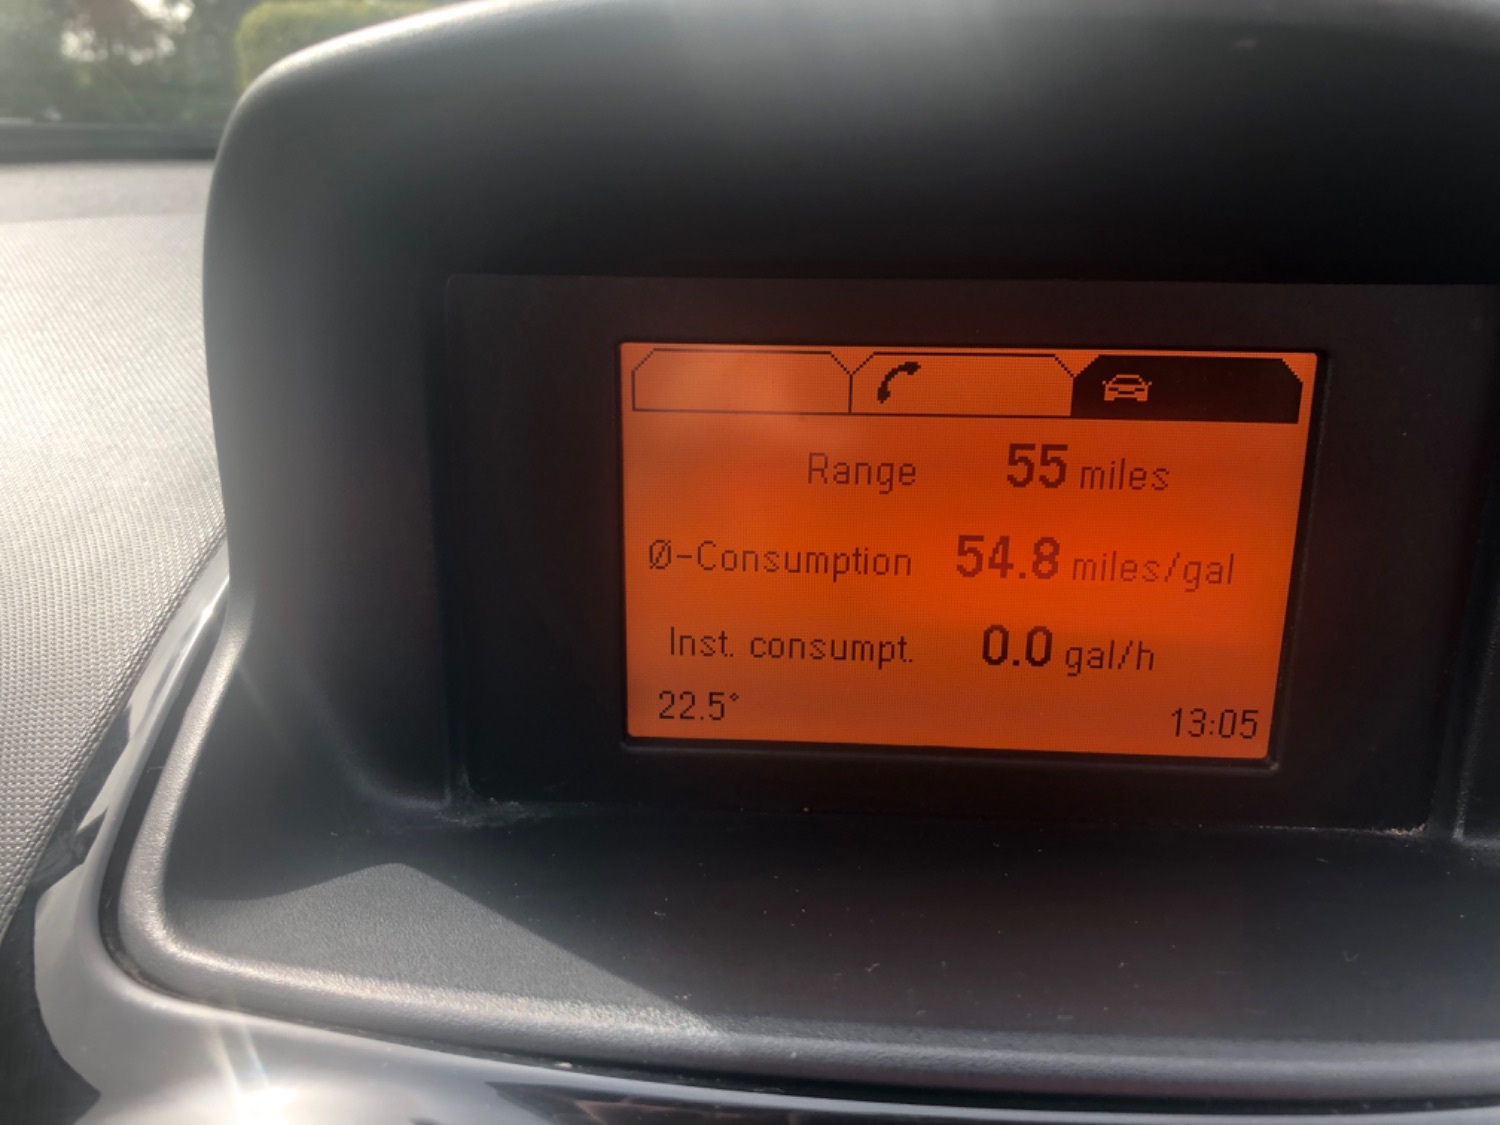 Range 55 miles
Ø-Consumption 54.8 miles/gal
Inst. consumpt. 0.0 gal/h
22.5° 13:05